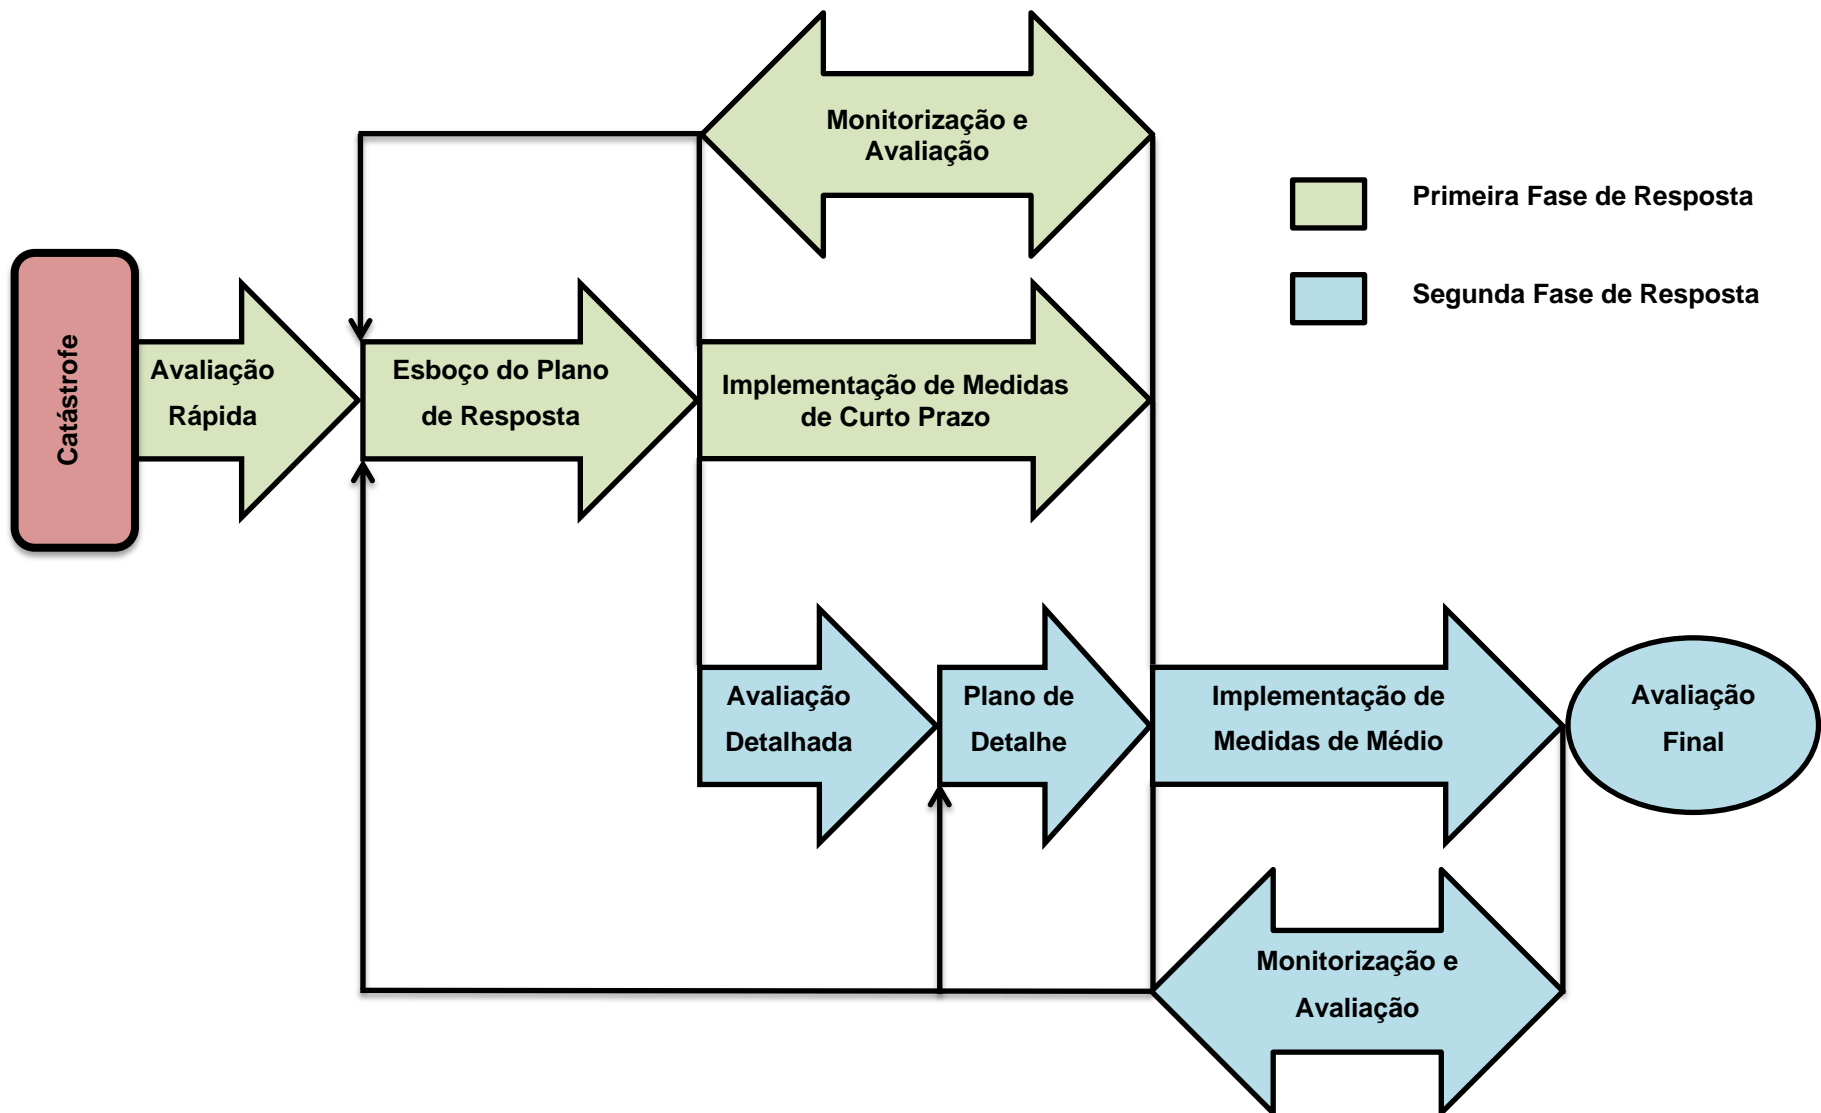 Monitorização e
Avaliação
Primeira Fase de Resposta
Segunda Fase de Resposta
Catástrofe
Avaliação
Rápida
Esboço do Plano
de Resposta
Implementação de Medidas
de Curto Prazo
Avaliação
Detalhada
Plano de
Detalhe
Implementação de
Medidas de Médio
Avaliação
Final
Monitorização e
Avaliação